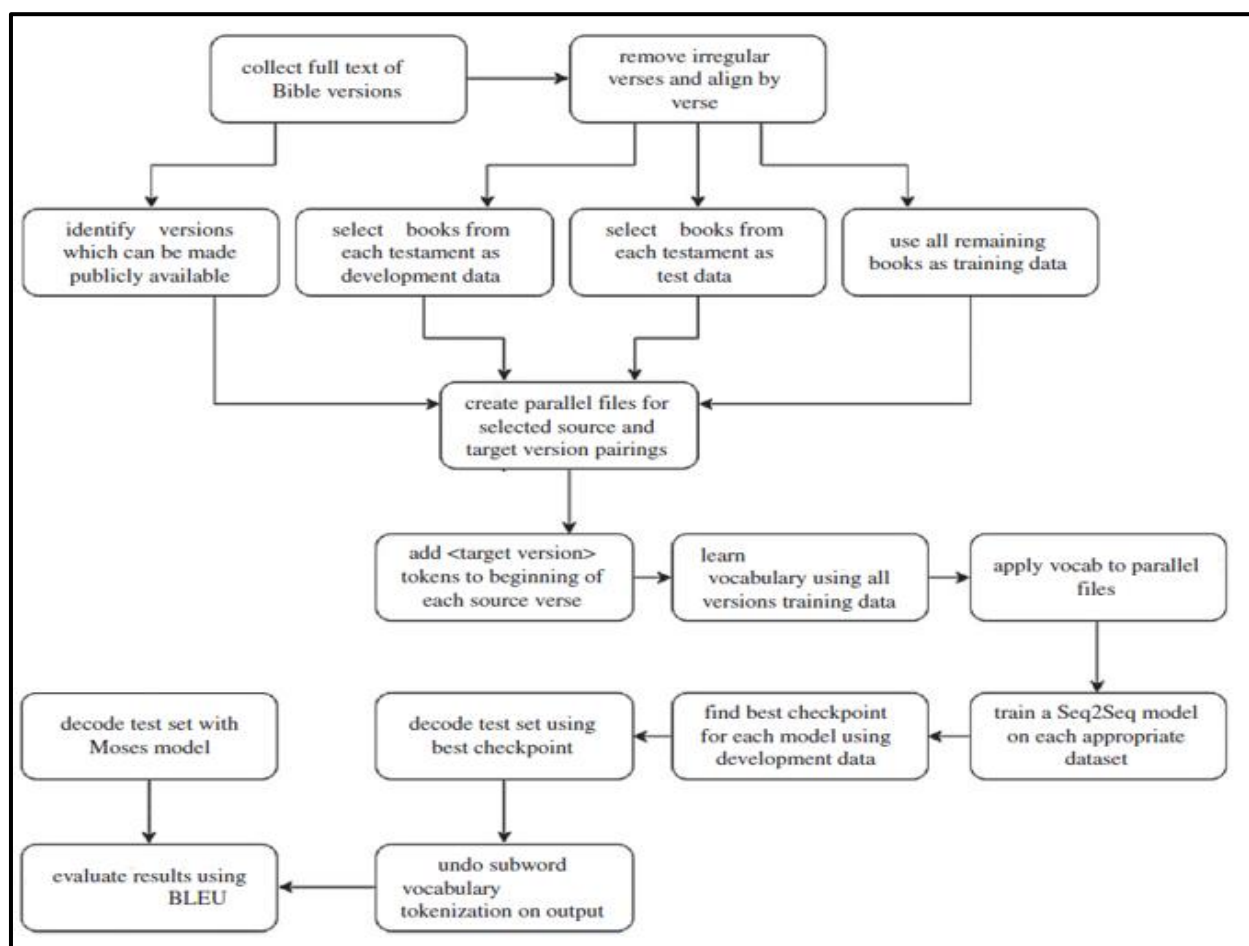 collect full text of
Bible versions
remove irregular
verses and align by
verse
identify versions
which can be made
publicly available
select books from
each testament as
development data
select books from
each testament as
test data
use all remaining
books as training data
create parallel files for
selected source and
target version pairings
add <target version>
tokens to beginning of
each source verse
learn
vocabulary using all
versions training data
apply vocab to parallel
files
decode test set with
Moses model
decode test set using
best checkpoint
find best checkpoint
for each model using
development data
train a Seq2Seq model
on each appropriate
dataset
evaluate results using
BLEU
undo subword
vocabulary
tokenization on output